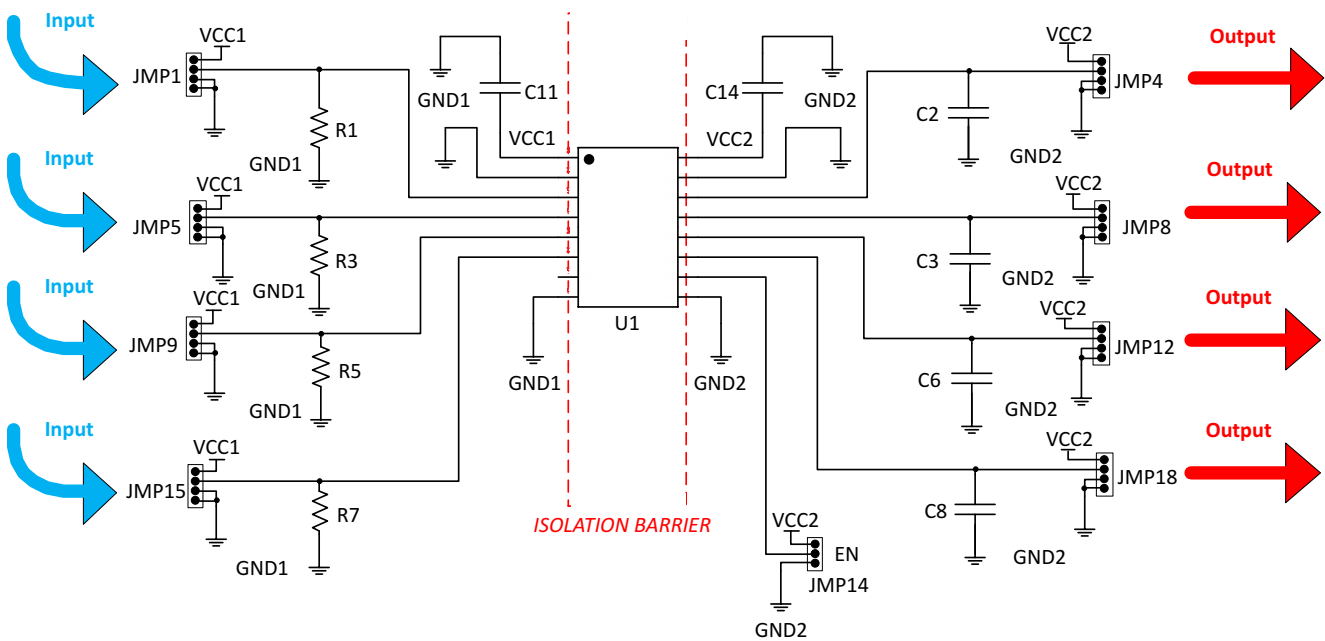 Input
VCC1
JMP1
R1
GND1
GND1
C11
VCC1
C14
GND2
VCC2
VCC2
JMP4
C2
GND2
Output
Input
VCC1
JMP5
R3
GND1
VCC2
JMP8
C3
GND2
Output
Input
VCC1
JMP9
R5
GND1
U1
GND1
GND2
VCC2
JMP12
C6
GND2
Output
Input
VCC1
JMP15
R7
GND1
ISOLATION BARRIER
VCC2
EN
JMP14
GND2
VCC2
JMP18
C8
GND2
Output